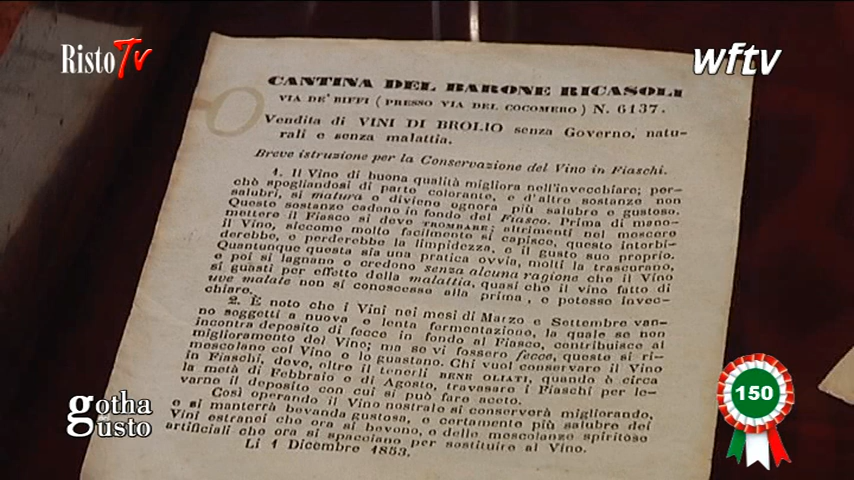 Risto Tv
wftv
CANTINA DEL BARONE RICASOLI
VIA DE' BIFFI (PRESSO VIA DEL COCOMERO) N. 6137.
Vendita di VINI DI BROLIO senza Governo, natu-
rali e senza malattia.
Breve istruzione per la Conservazione del Vino in Fiaschi.
1. Il Vino di buona qualità migliora nell'invecchiare; per-
chè spogliandosi di parte colorante, e d'altre sostanze non
salubri, si matura e diviene ognora più salubre e gustoso.
Queste sostanze cadono in fondo del Fiasco. Prima di mano-
mettere il Fiasco si deve TROMBARE; altrimenti nel mescere
il Vino, siccome molto facilmente si capisce, questo intorbi-
derebbe, e perderebbe la limpidezza, e il gusto suo proprio.
Quantunque questa sia una pratica ovvia, molti la trascurano,
e poi si lagnano e credono senza alcuna ragione che il Vino
si guasti per effetto della malattia, quasi che il vino fatto di
uve malate non si conoscesse alla prima, e potesse invec-
chiare.
2. È noto che i Vini nei mesi di Marzo e Settembre van-
no soggetti a nuova e lenta fermentazione, la quale se non
incontra deposito di fecce in fondo al Fiasco, contribuisce al
miglioramento del Vino; ma se vi fossero fecce, queste si ri-
mescolano col Vino e lo guastano. Chi vuol conservare il Vino
in Fiaschi, deve, oltre il tenerli BENE OLIATI, quando è circa
la metà di Febbraio e di Agosto, travasare i Fiaschi per le-
varne il deposito con cui si può fare aceto.
Così operando il Vino nostrale si conserverà migliorando,
e si manterrà bevanda gustosa, e certamente più salubre dei
Vini estranei che ora si bevono, e delle mescolanze spiritose
artificiali che ora si spacciano per sostituire al Vino.
Li 1 Dicembre 1853.
gotha
del
gusto
150